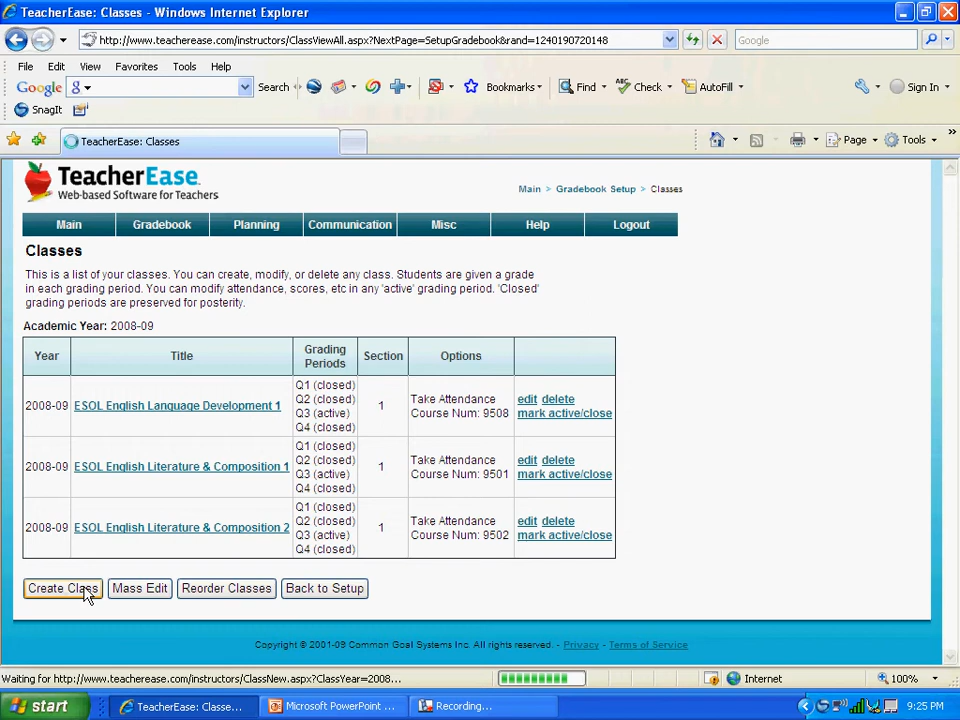 TeacherEase: Classes - Windows Internet Explorer
http://www.teacherease.com/instructors/ClassViewAll.aspx?NextPage=SetupGradebook&rand=1240190720148
Google
File Edit View Favorites Tools Help
Google g Search Bookmarks Find Check AutoFill Sign In
SnagIt
TeacherEase: Classes
Page Tools
TeacherEase
Web-based Software for Teachers
Main > Gradebook Setup > Classes
Main Gradebook Planning Communication Misc Help Logout
Classes
This is a list of your classes. You can create, modify, or delete any class. Students are given a grade
in each grading period. You can modify attendance, scores, etc in any 'active' grading period. 'Closed'
grading periods are preserved for posterity.
Academic Year: 2008-09
Year Title Grading Periods Section Options
2008-09 ESOL English Language Development 1
Q1 (closed)
Q2 (closed)
Q3 (active)
Q4 (closed)
1
Take Attendance
Course Num: 9508
edit delete
mark active/close
2008-09 ESOL English Literature & Composition 1
Q1 (closed)
Q2 (closed)
Q3 (active)
Q4 (closed)
1
Take Attendance
Course Num: 9501
edit delete
mark active/close
2008-09 ESOL English Literature & Composition 2
Q1 (closed)
Q2 (closed)
Q3 (active)
Q4 (closed)
1
Take Attendance
Course Num: 9502
edit delete
mark active/close
Create Class Mass Edit Reorder Classes Back to Setup
Copyright © 2001-09 Common Goal Systems Inc. All rights reserved. - Privacy - Terms of Service
Waiting for http://www.teacherease.com/instructors/ClassNew.aspx?ClassYear=2008... Internet 100%
start TeacherEase: Classe... Microsoft PowerPoint ... Recording... 9:25 PM